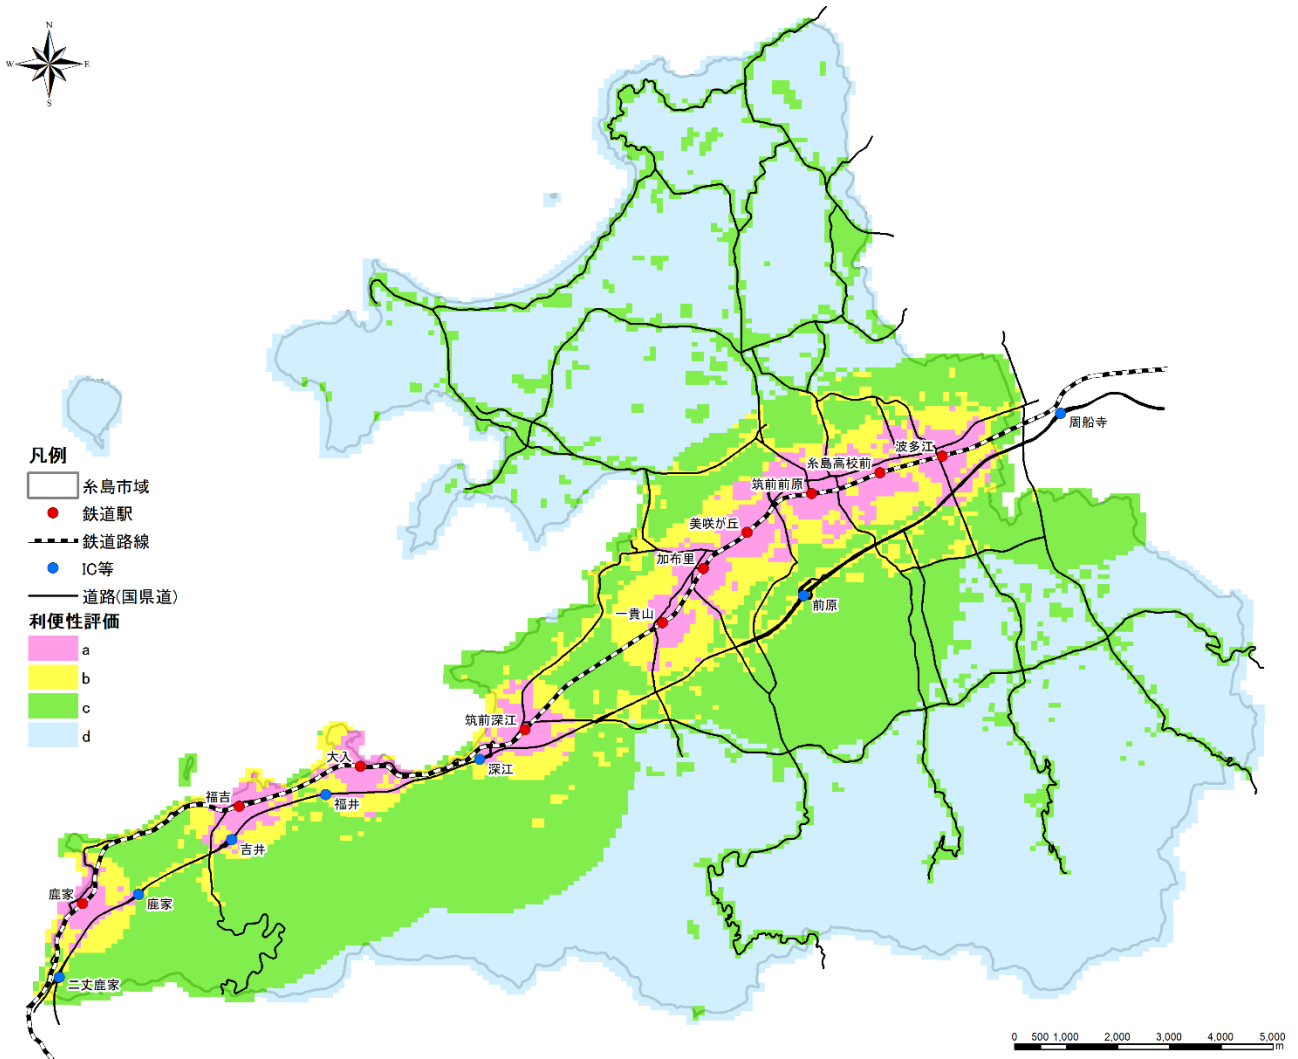 N
W
E
S
周船寺
波多江
糸島高校前
筑前前原
美咲が丘
加布里
前原
一貴山
筑前深江
深江
大入
福井
福吉
吉井
鹿家
鹿家
二丈鹿家
凡例
糸島市域
鉄道駅
鉄道路線
IC等
道路(国県道)
利便性評価
a
b
c
d
0 500 1,000 2,000 3,000 4,000 5,000
m